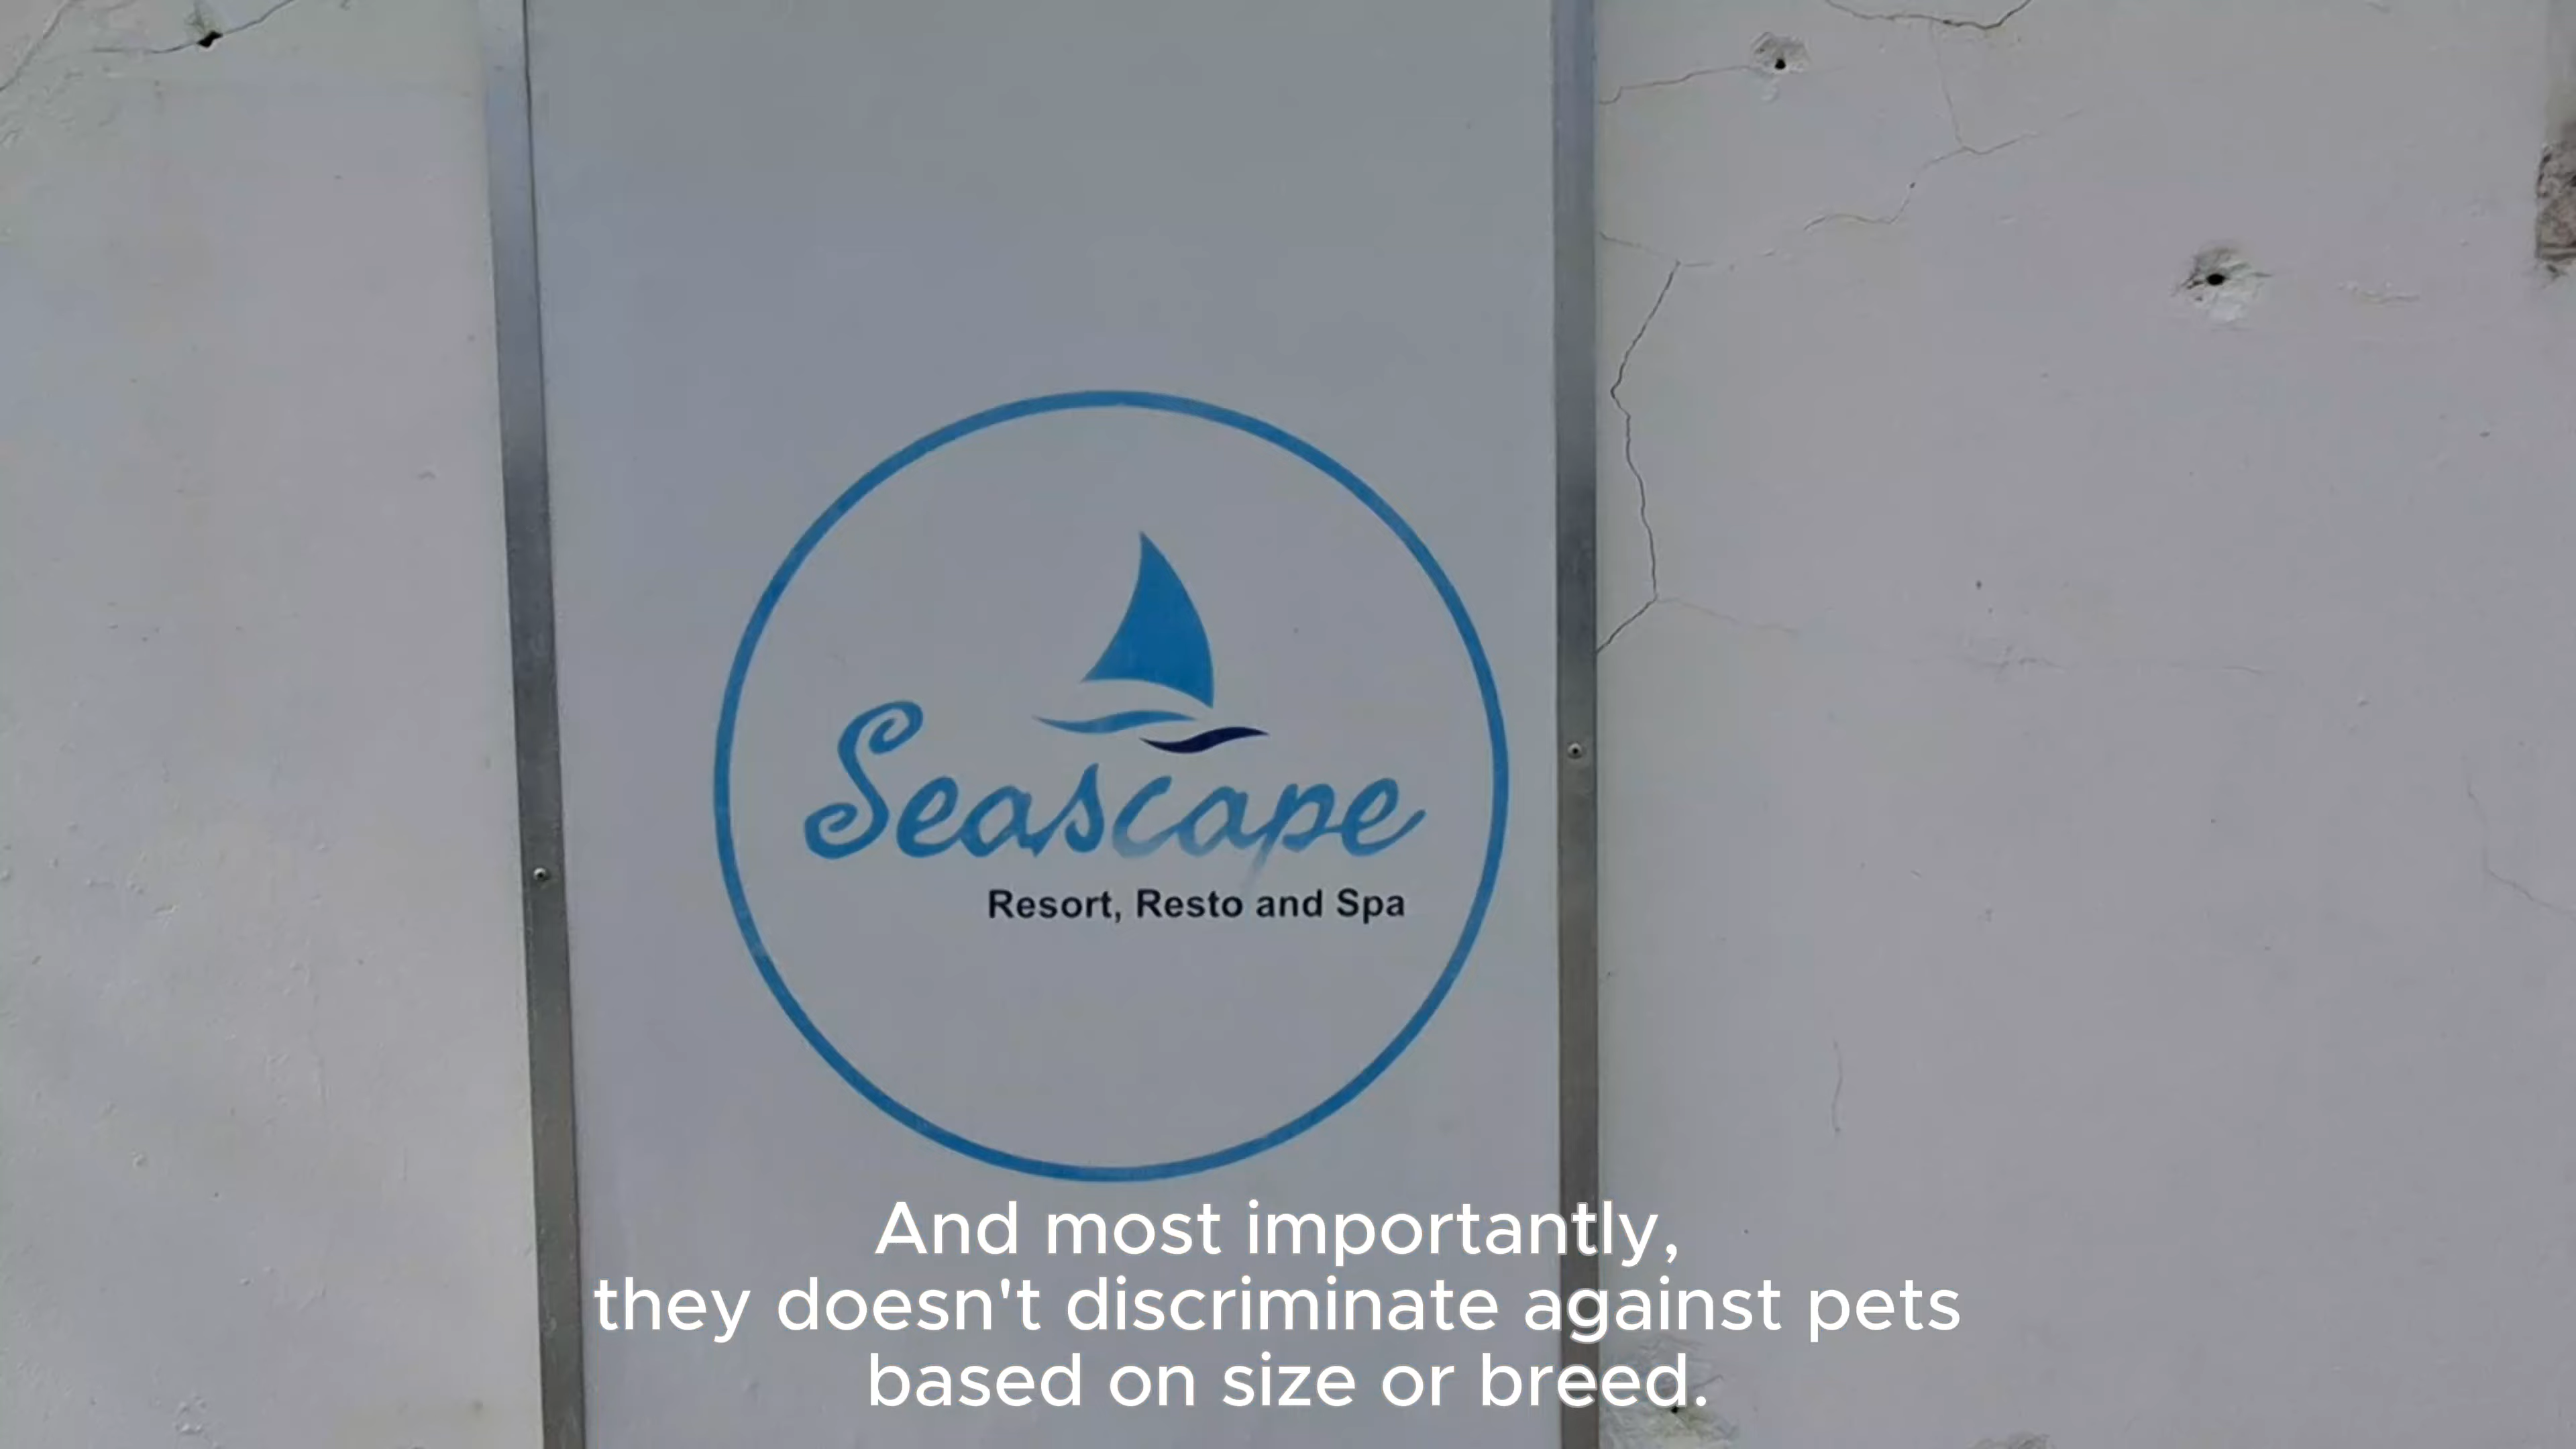 Seascape
Resort, Resto and Spa
And most importantly,
they doesn't discriminate against pets
based on size or breed.